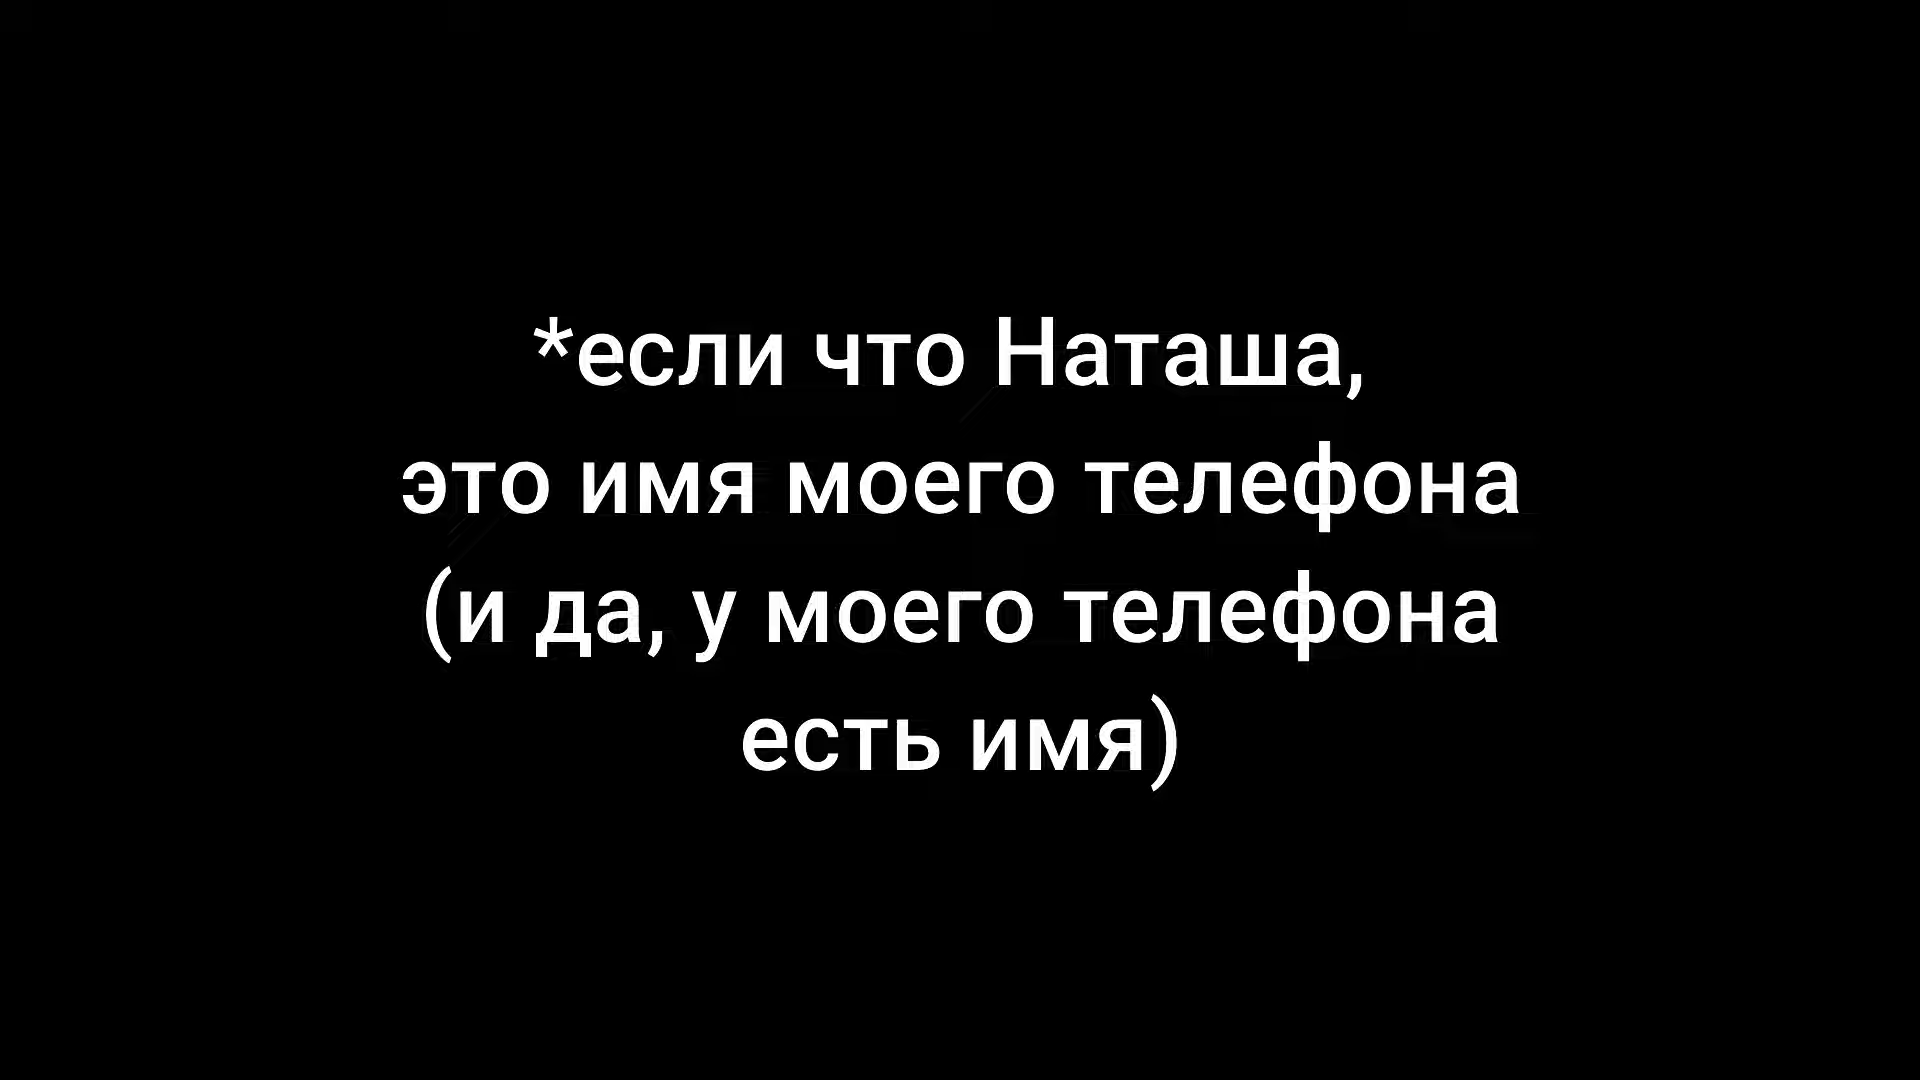 *если что Наташа,
это имя моего телефона
(и да, у моего телефона
есть имя)